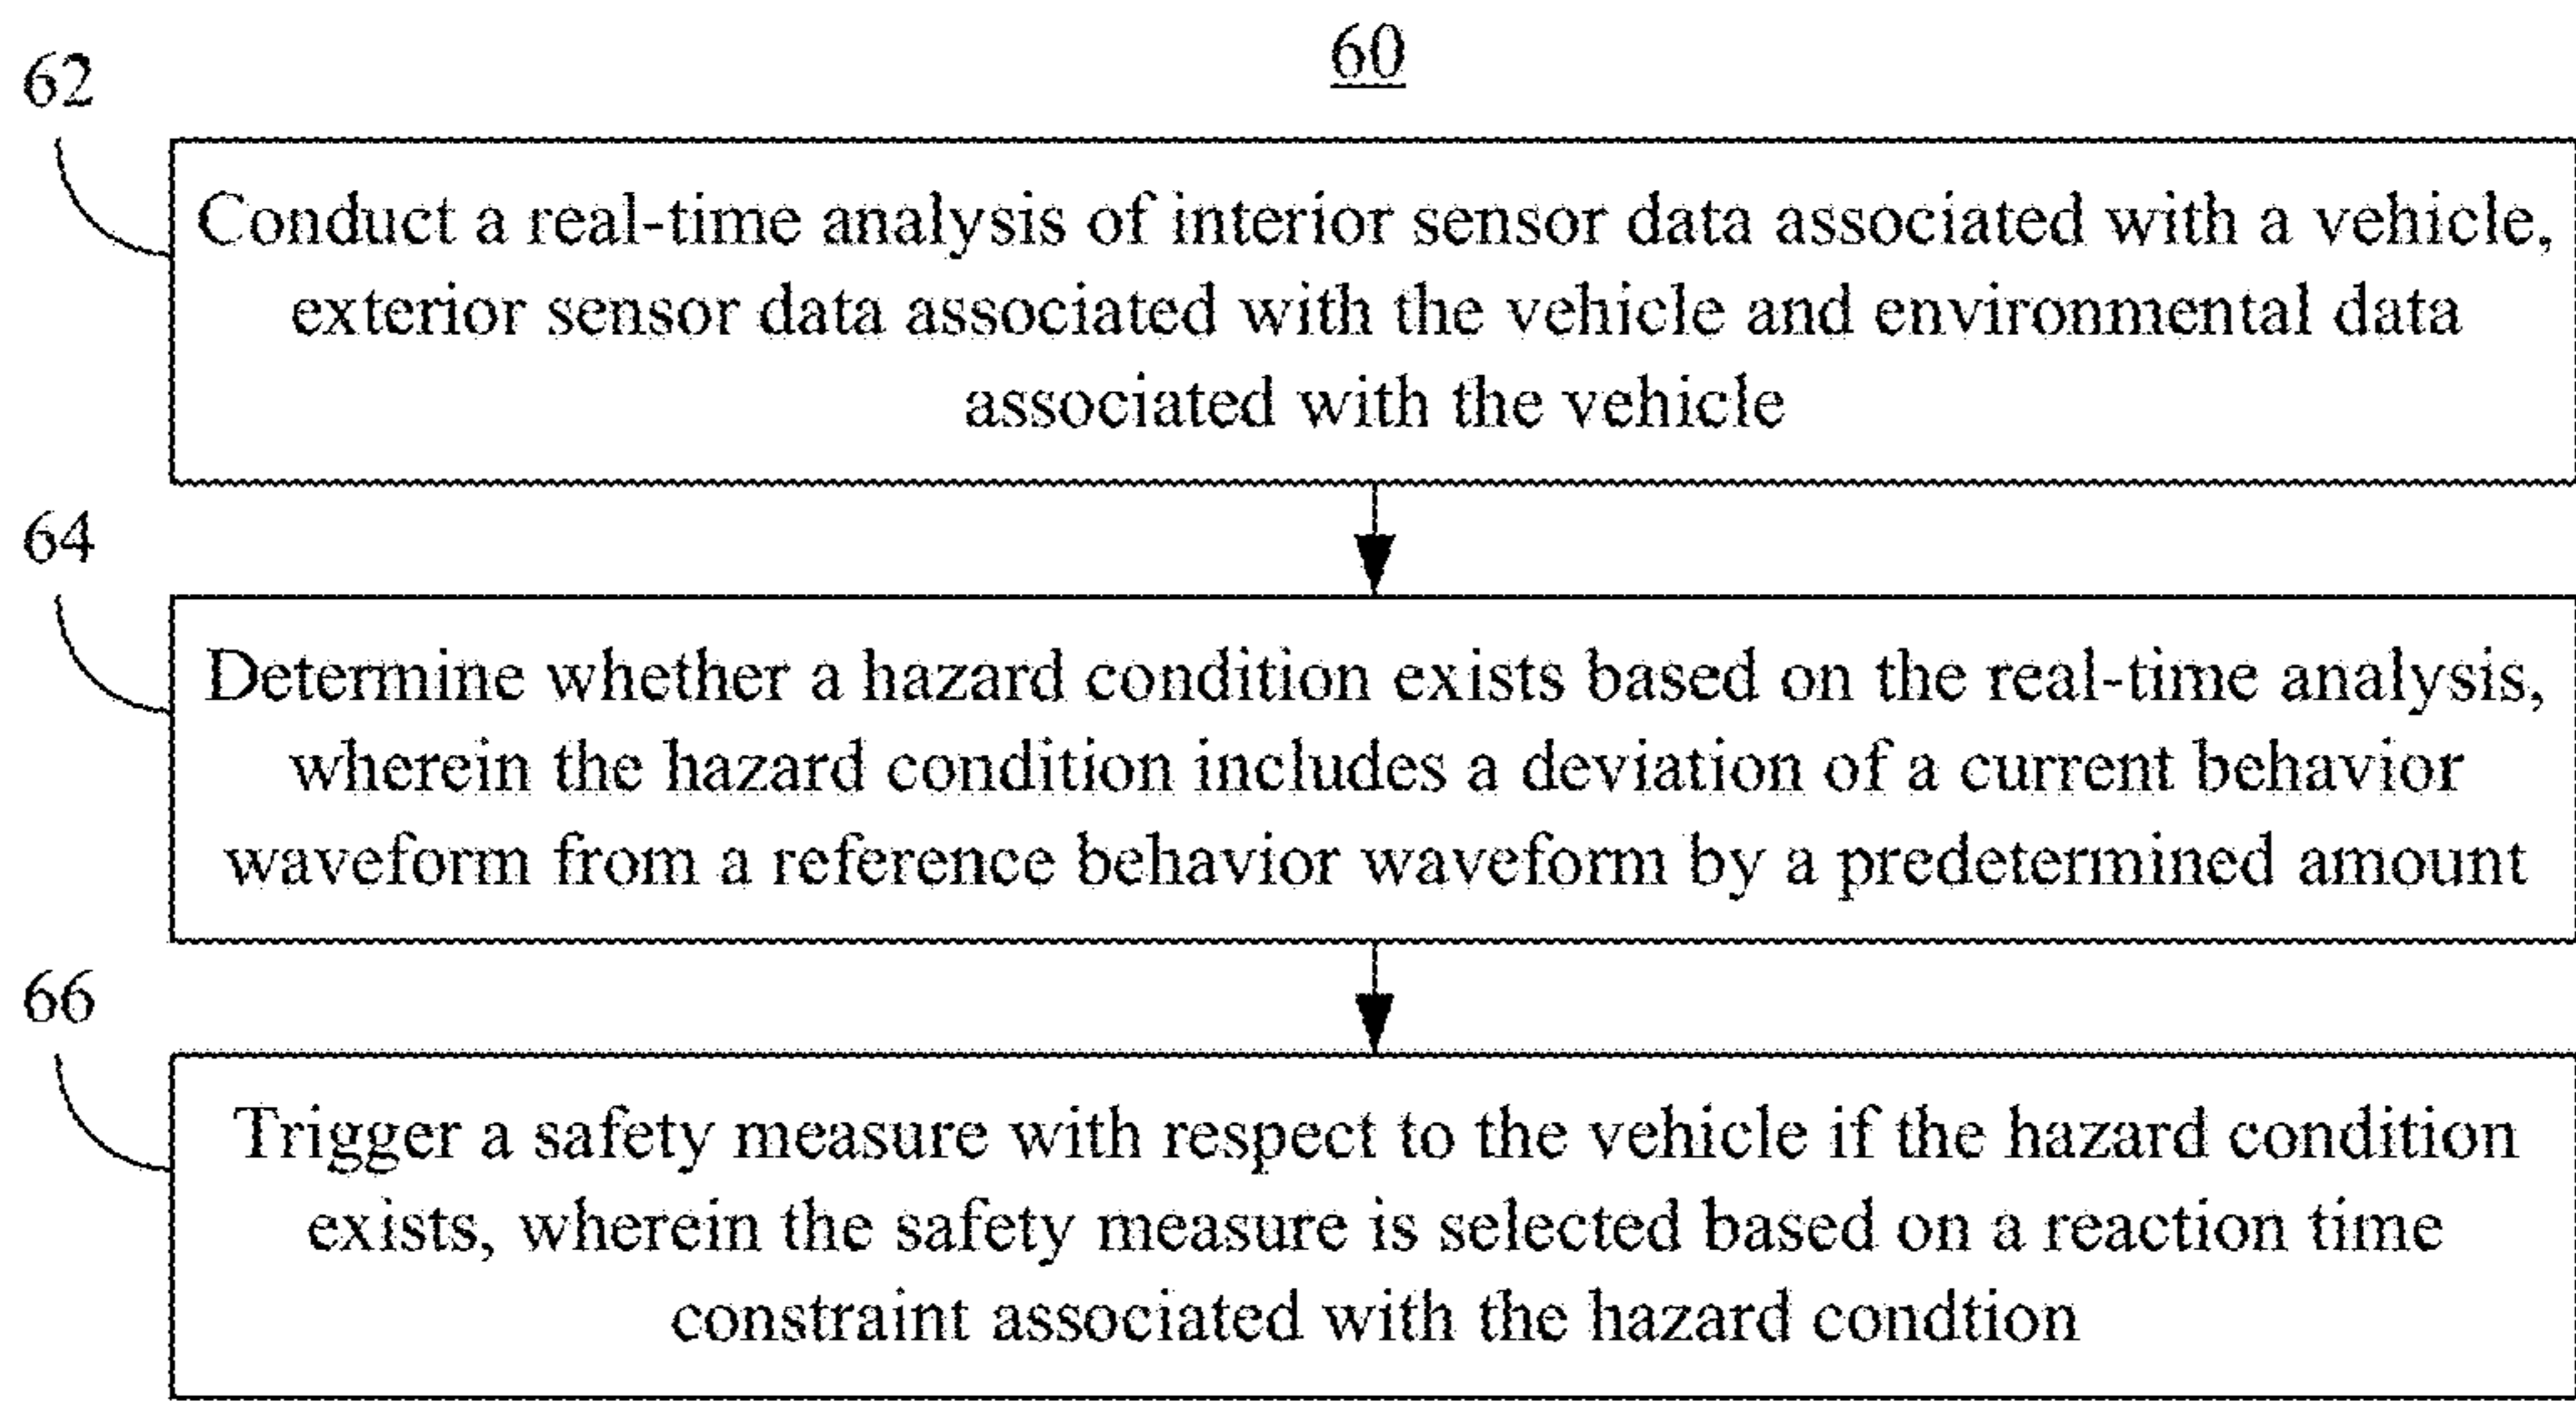 60
62
Conduct a real-time analysis of interior sensor data associated with a vehicle,
exterior sensor data associated with the vehicle and environmental data
associated with the vehicle
64
Determine whether a hazard condition exists based on the real-time analysis,
wherein the hazard condition includes a deviation of a current behavior
waveform from a reference behavior waveform by a predetermined amount
66
Trigger a safety measure with respect to the vehicle if the hazard condition
exists, wherein the safety measure is selected based on a reaction time
constraint associated with the hazard condtion